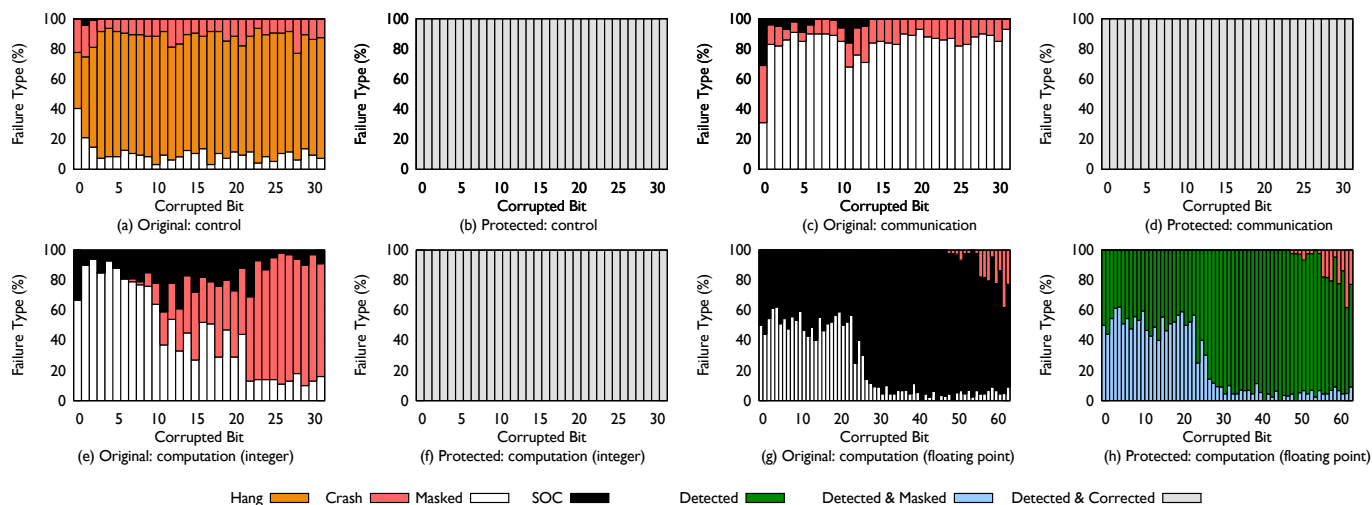 Failure Type (%)
100
80
60
40
20
0
0 5 10 15 20 25 30
Corrupted Bit
(a) Original: control
Failure Type (%)
100
80
60
40
20
0
0 5 10 15 20 25 30
Corrupted Bit
(b) Protected: control
Failure Type (%)
100
80
60
40
20
0
0 5 10 15 20 25 30
Corrupted Bit
(c) Original: communication
Failure Type (%)
100
80
60
40
20
0
0 5 10 15 20 25 30
Corrupted Bit
(d) Protected: communication
Failure Type (%)
100
80
60
40
20
0
0 5 10 15 20 25 30
Corrupted Bit
(e) Original: computation (integer)
Failure Type (%)
100
80
60
40
20
0
0 5 10 15 20 25 30
Corrupted Bit
(f) Protected: computation (integer)
Failure Type (%)
100
80
60
40
20
0
0 10 20 30 40 50 60
Corrupted Bit
(g) Original: computation (floating point)
Failure Type (%)
100
80
60
40
20
0
0 10 20 30 40 50 60
Corrupted Bit
(h) Protected: computation (floating point)
Hang Crash Masked SOC Detected Detected & Masked Detected & Corrected